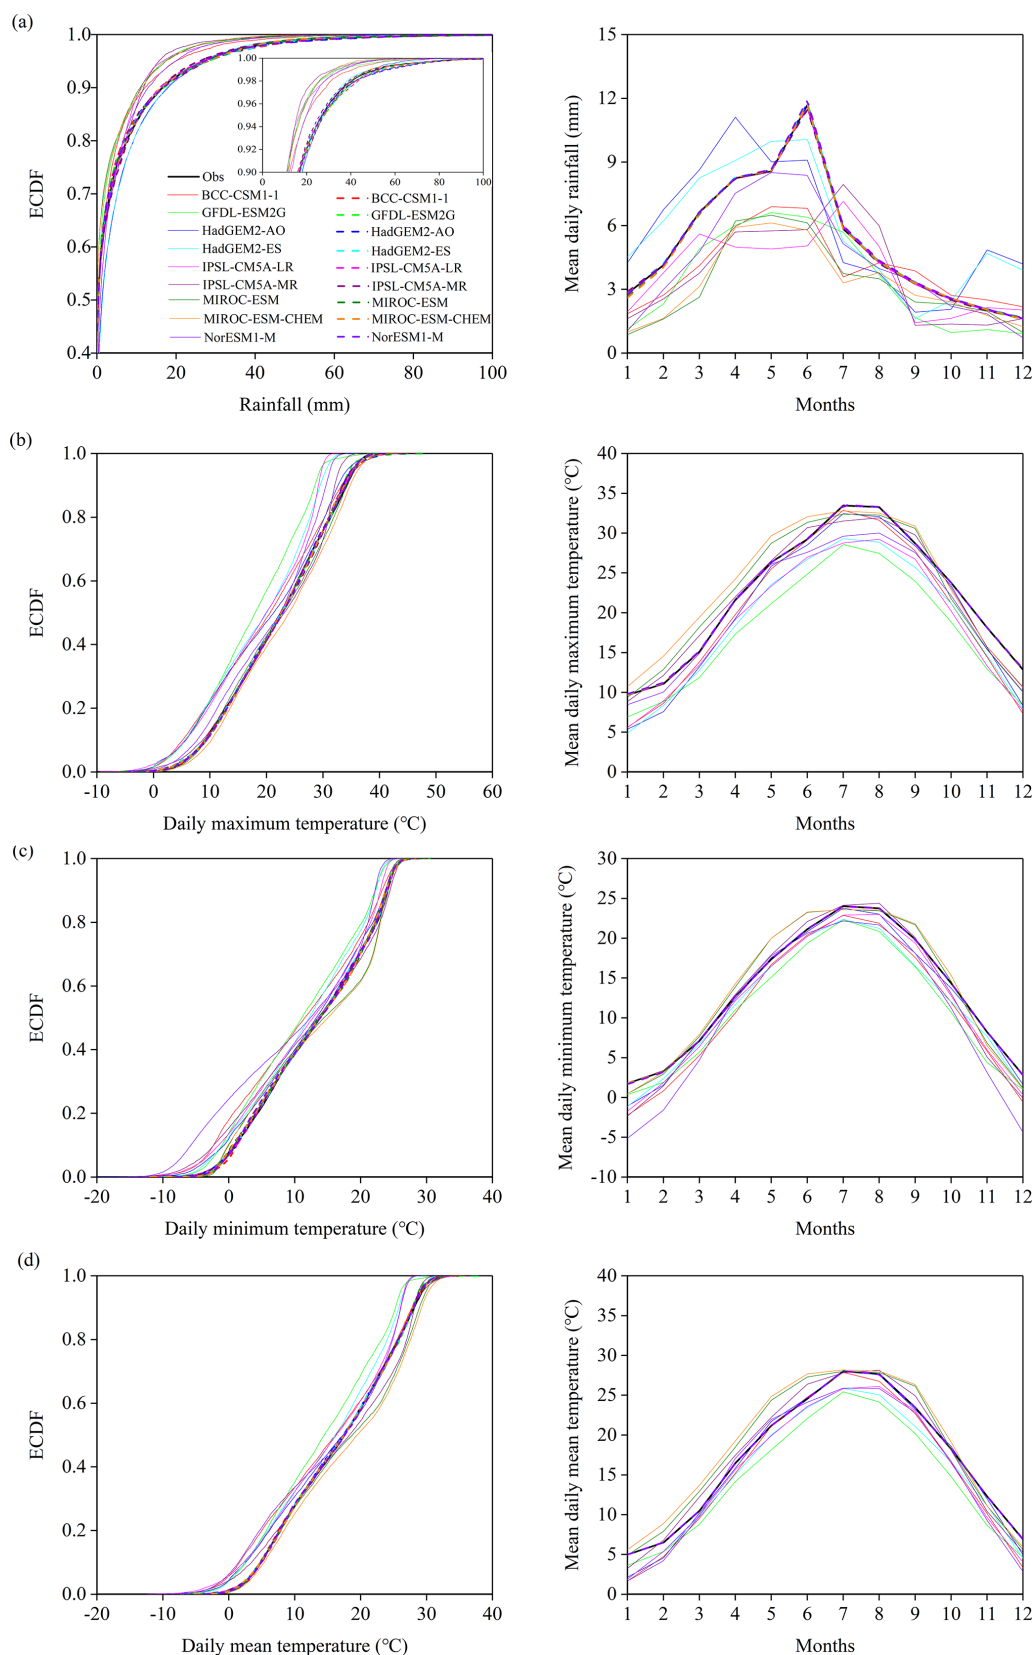 (a)
1.0
0.9
0.8
0.7
0.6
0.5
0.4
ECDF
0
20
40
60
80
100
Rainfall (mm)
1.00
0.98
0.96
0.94
0.92
0.90
0
20
40
60
80
100
Obs
BCC-CSM1-1
GFDL-ESM2G
HadGEM2-AO
HadGEM2-ES
IPSL-CM5A-LR
IPSL-CM5A-MR
MIROC-ESM
MIROC-ESM-CHEM
NorESM1-M
BCC-CSM1-1
GFDL-ESM2G
HadGEM2-AO
HadGEM2-ES
IPSL-CM5A-LR
IPSL-CM5A-MR
MIROC-ESM
MIROC-ESM-CHEM
NorESM1-M
15
12
9
6
3
0
Mean daily rainfall (mm)
1 2 3 4 5 6 7 8 9 10 11 12
Months
(b)
1.0
0.8
0.6
0.4
0.2
0.0
ECDF
-10 0 10 20 30 40 50 60
Daily maximum temperature (℃)
40
35
30
25
20
15
10
5
0
Mean daily maximum temperature (℃)
1 2 3 4 5 6 7 8 9 10 11 12
Months
(c)
1.0
0.8
0.6
0.4
0.2
0.0
ECDF
-20 -10 0 10 20 30 40
Daily minimum temperature (℃)
30
25
20
15
10
5
0
-5
-10
Mean daily minimum temperature (℃)
1 2 3 4 5 6 7 8 9 10 11 12
Months
(d)
1.0
0.8
0.6
0.4
0.2
0.0
ECDF
-20 -10 0 10 20 30 40
Daily mean temperature (℃)
40
35
30
25
20
15
10
5
0
Mean daily mean temperature (℃)
1 2 3 4 5 6 7 8 9 10 11 12
Months